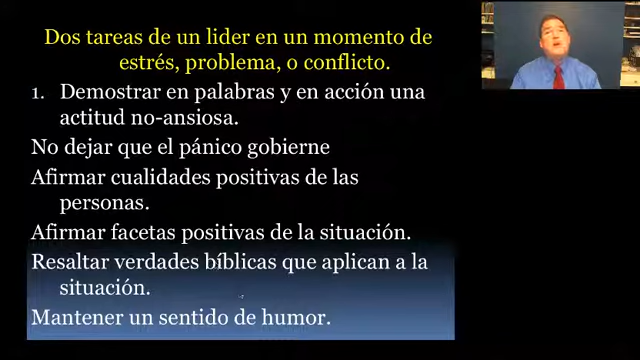 Dos tareas de un lider en un momento de
estrés, problema, o conflicto.
1. Demostrar en palabras y en acción una
actitud no-ansiosa.
No dejar que el pánico gobierne
Afirmar cualidades positivas de las
personas.
Afirmar facetas positivas de la situación.
Resaltar verdades bíblicas que aplican a la
situación.
Mantener un sentido de humor.